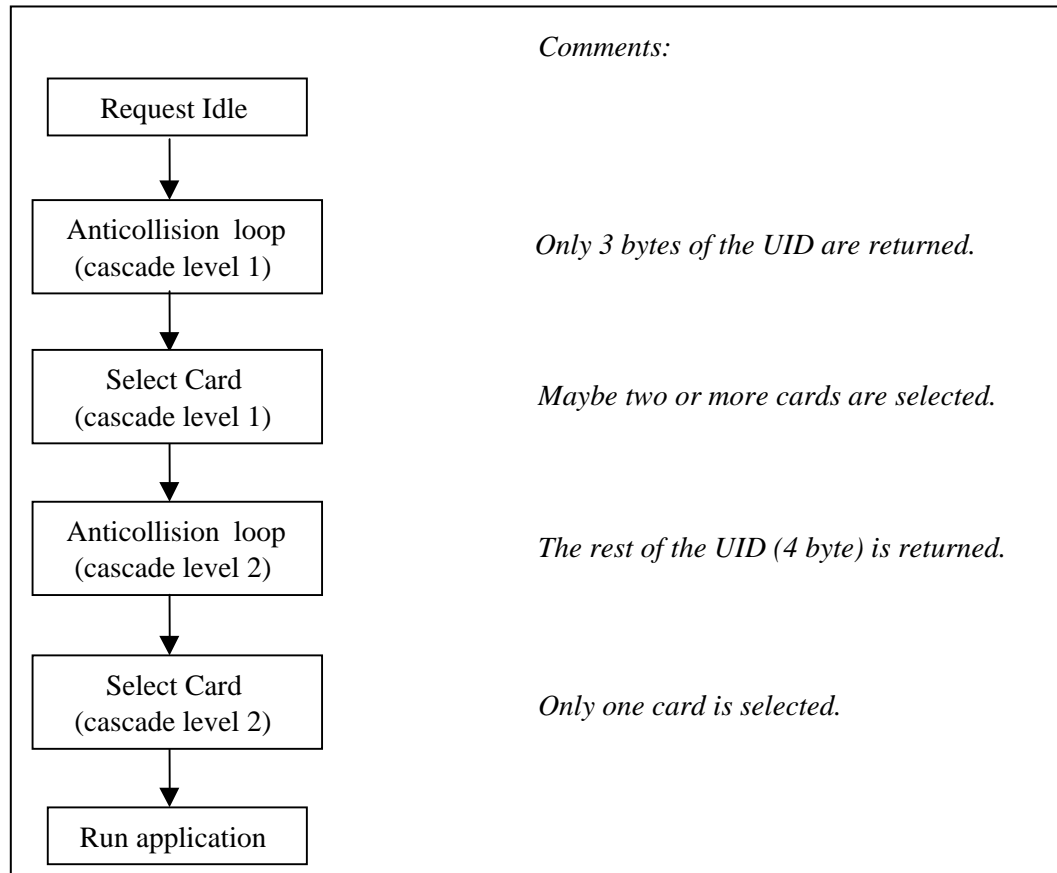 Comments:
Request Idle
Anticollision loop
(cascade level 1)
Only 3 bytes of the UID are returned.
Select Card
(cascade level 1)
Maybe two or more cards are selected.
Anticollision loop
(cascade level 2)
The rest of the UID (4 byte) is returned.
Select Card
(cascade level 2)
Only one card is selected.
Run application